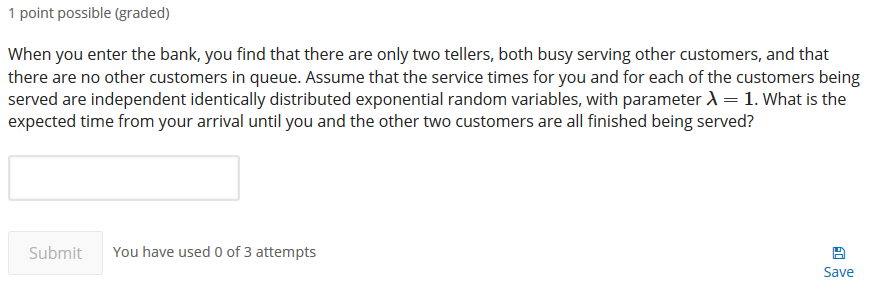 1 point possible (graded)
When you enter the bank, you find that there are only two tellers, both busy serving other customers, and that
there are no other customers in queue. Assume that the service times for you and for each of the customers being
served are independent identically distributed exponential random variables, with parameter λ = 1. What is the
expected time from your arrival until you and the other two customers are all finished being served?
Submit You have used 0 of 3 attempts
Save